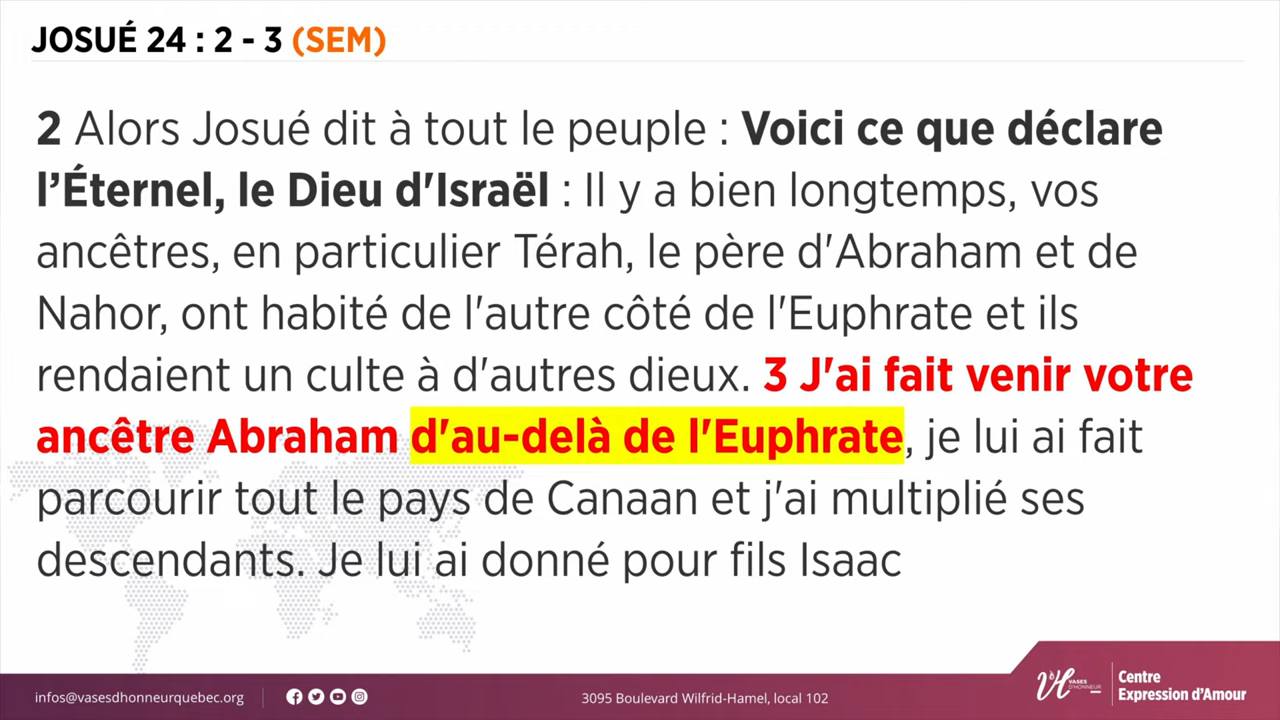 JOSUÉ 24 : 2 - 3 (SEM)
2 Alors Josué dit à tout le peuple : Voici ce que déclare
l’Éternel, le Dieu d'Israël : Il y a bien longtemps, vos
ancêtres, en particulier Térah, le père d'Abraham et de
Nahor, ont habité de l'autre côté de l'Euphrate et ils
rendaient un culte à d'autres dieux. 3 J'ai fait venir votre
ancêtre Abraham d'au-delà de l'Euphrate, je lui ai fait
parcourir tout le pays de Canaan et j'ai multiplié ses
descendants. Je lui ai donné pour fils Isaac
infos@vasesdhonneurquebec.org
3095 Boulevard Wilfrid-Hamel, local 102
VH VASES
D'HONNEUR
Centre
Expression d’Amour